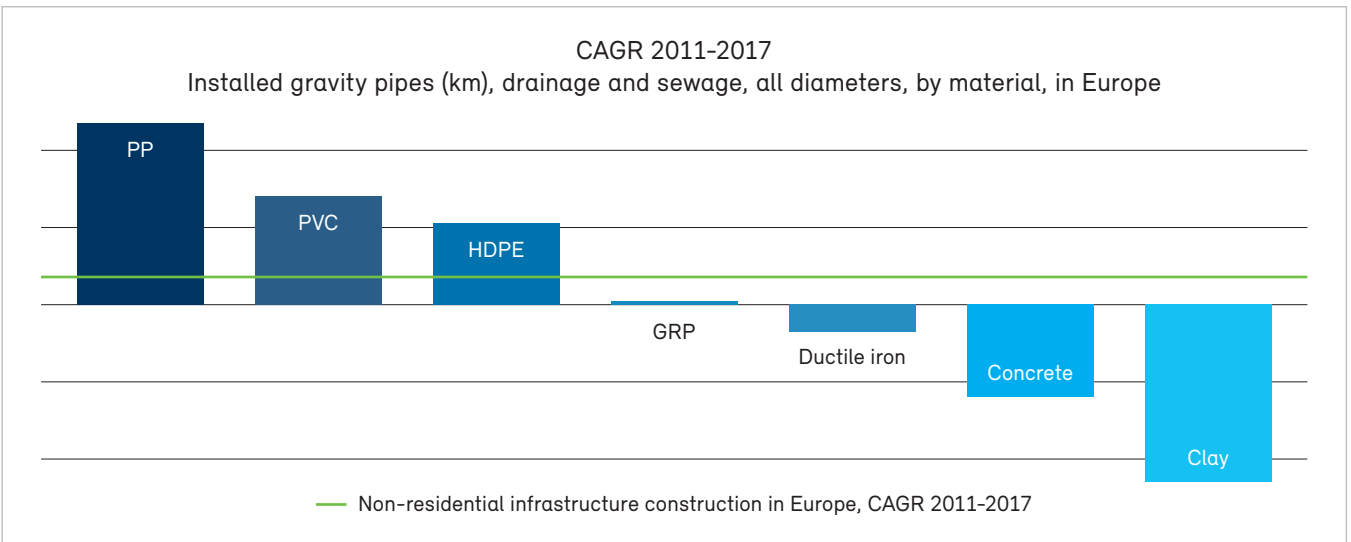 CAGR 2011-2017
Installed gravity pipes (km), drainage and sewage, all diameters, by material, in Europe
PP
PVC
HDPE
GRP
Ductile iron
Concrete
Clay
Non-residential infrastructure construction in Europe, CAGR 2011-2017